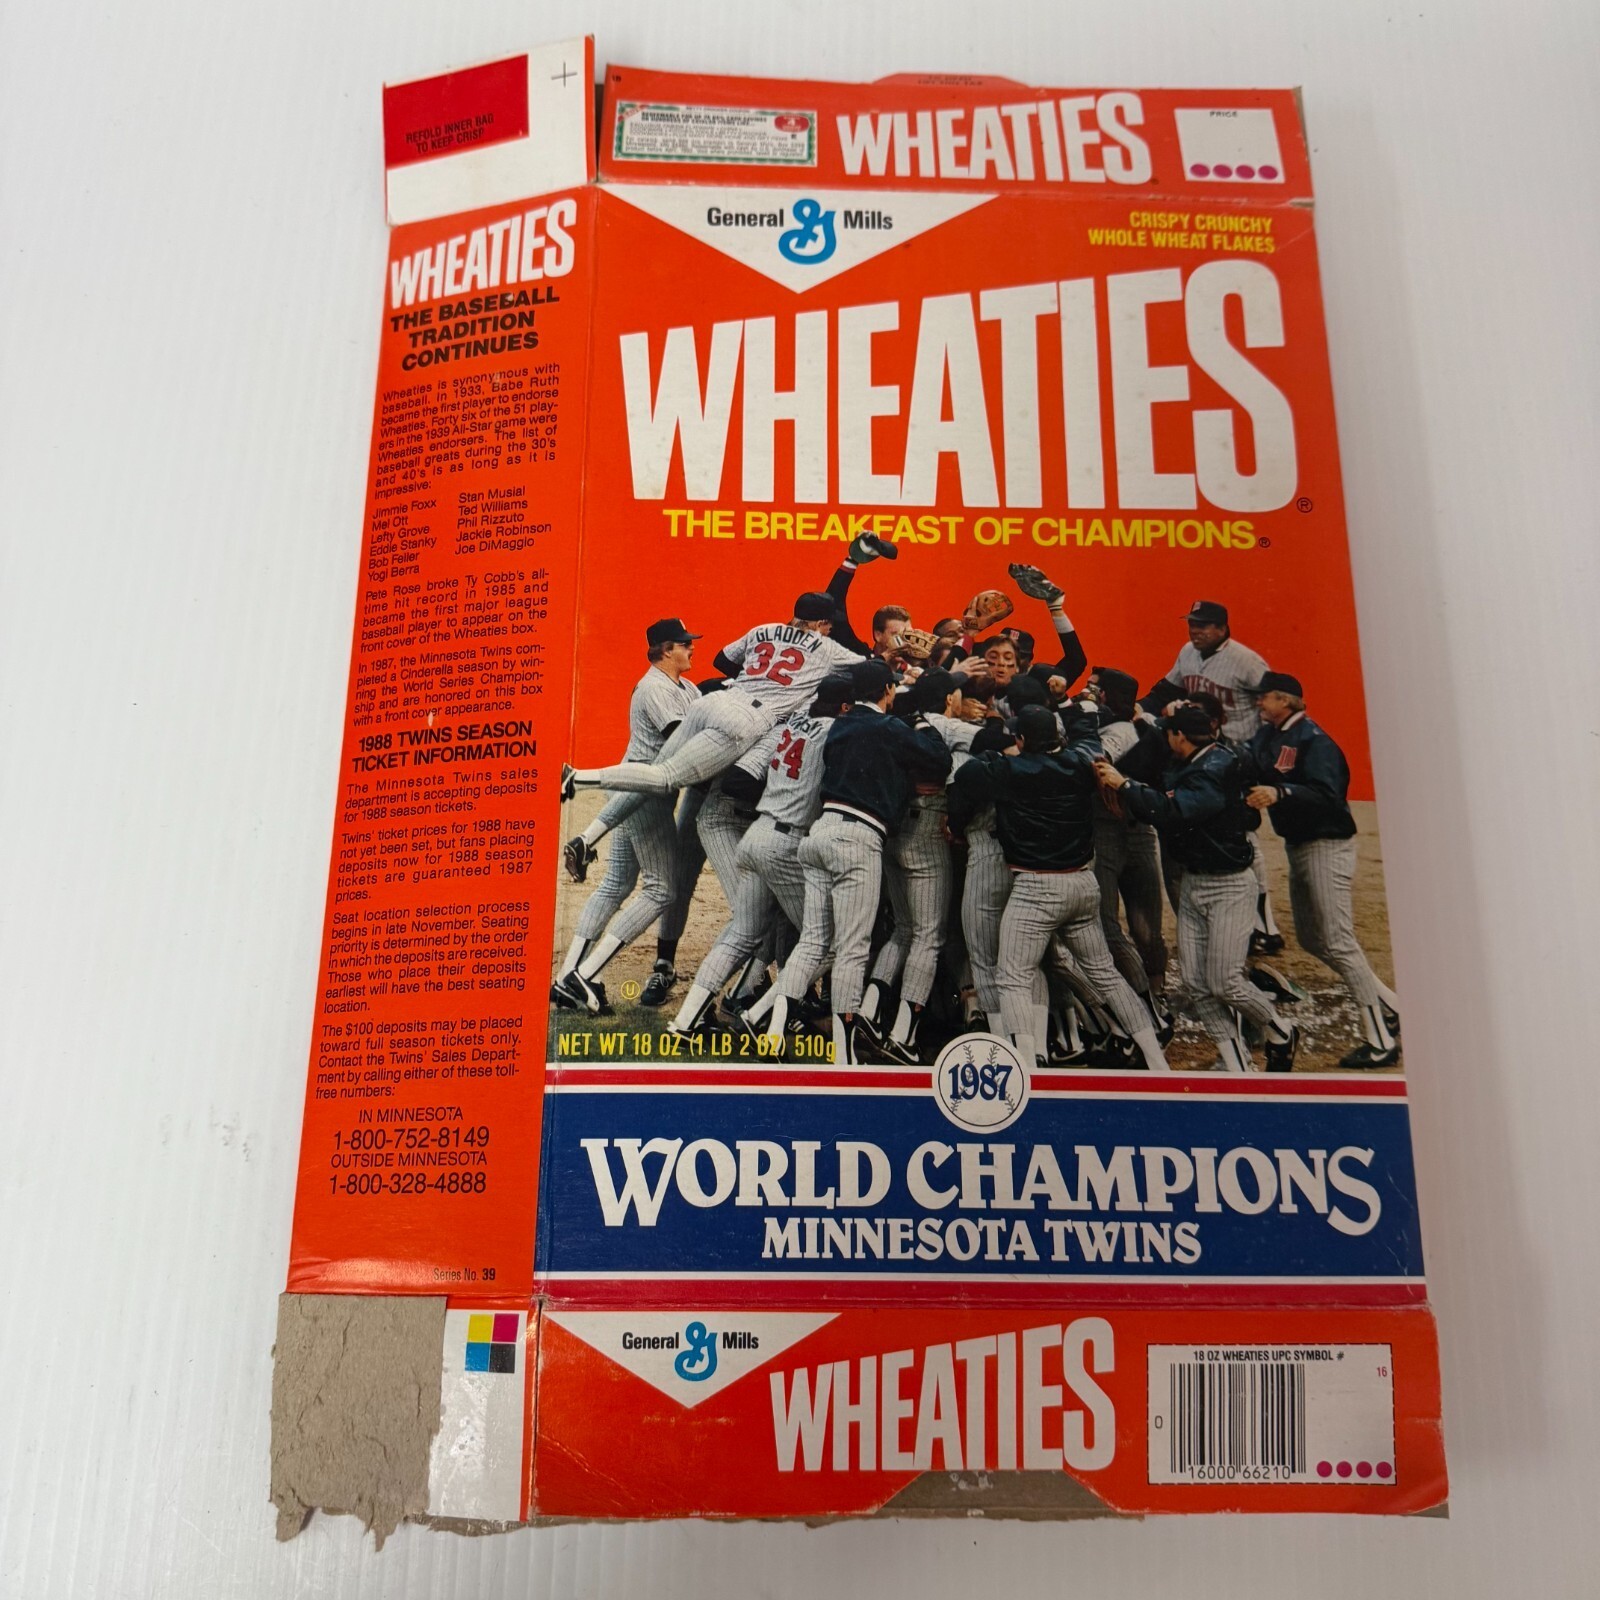 REFOLD INNER BAG
TO KEEP CRISP
WHEATIES
PRICE
WHEATIES
THE BASEBALL
TRADITION
CONTINUES
Wheaties is synonymous with
baseball. In 1933, Babe Ruth
became the first player to endorse
Wheaties. Forty six of the 51 play-
ers in the 1939 All-Star game were
Wheaties endorsers. The list of
baseball greats during the 30's
and 40's is as long as it is
impressive:
Jimmie Foxx
Mel Ott
Lefty Grove
Eddie Stanky
Bob Feller
Yogi Berra
Stan Musial
Ted Williams
Phil Rizzuto
Jackie Robinson
Joe DiMaggio
Pete Rose broke Ty Cobb's all-
time hit record in 1985 and
became the first major league
baseball player to appear on the
front cover of the Wheaties box.
In 1987, the Minnesota Twins com-
pleted a Cinderella season by win-
ning the World Series Champion-
ship and are honored on this box
with a front cover appearance.
1988 TWINS SEASON
TICKET INFORMATION
The Minnesota Twins sales
department is accepting deposits
for 1988 season tickets.
Twins' ticket prices for 1988 have
not yet been set, but fans placing
deposits now for 1988 season
tickets are guaranteed 1987
prices.
Seat location selection process
begins in late November. Seating
priority is determined by the order
in which the deposits are received.
Those who place their deposits
earliest will have the best seating
location.
The $100 deposits may be placed
toward full season tickets only.
Contact the Twins' Sales Depart-
ment by calling either of these toll-
free numbers:
IN MINNESOTA
1-800-752-8149
OUTSIDE MINNESOTA
1-800-328-4888
Series No. 39
General Mills
CRISPY CRUNCHY
WHOLE WHEAT FLAKES
WHEATIES®
THE BREAKFAST OF CHAMPIONS®
GLADDEN
32
24
U
NET WT 18 OZ (1 LB 2 OZ) 510g
1987
WORLD CHAMPIONS
MINNESOTA TWINS
General Mills
WHEATIES
18 OZ WHEATIES UPC SYMBOL #
16
0
16000 66210